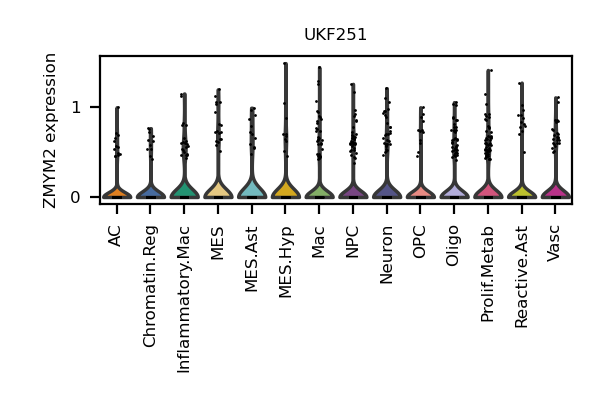 UKF251
ZMYM2 expression
1
0
AC
Chromatin.Reg
Inflammatory.Mac
MES
MES.Ast
MES.Hyp
Mac
NPC
Neuron
OPC
Oligo
Prolif.Metab
Reactive.Ast
Vasc